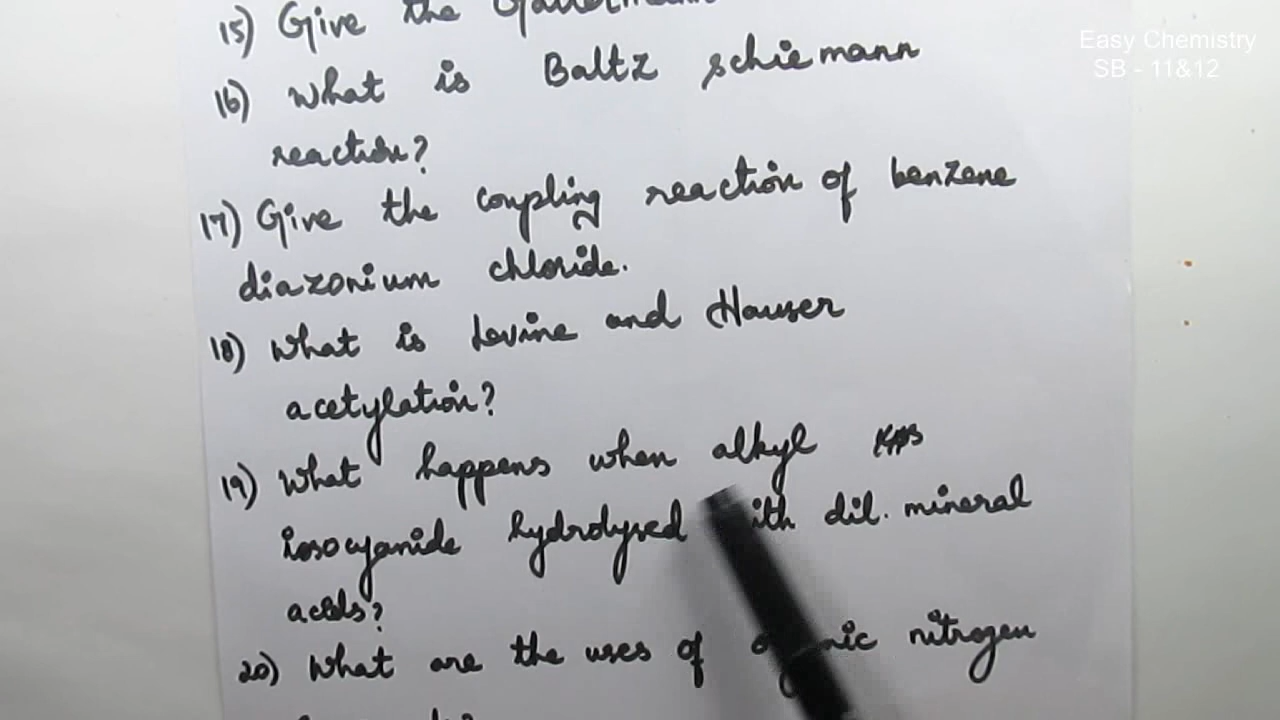 15) Give the
Easy Chemistry
SB - 11&12
16) What is Baltz schiemann
reaction?
17) Give the coupling reaction of benzene
diazonium chloride.
18) What is Levine and Hauser
acetylation?
19) What happens when alkyl
isosocyanide hydrolysed with dil. mineral
acids?
20) What are the uses of nitrogen